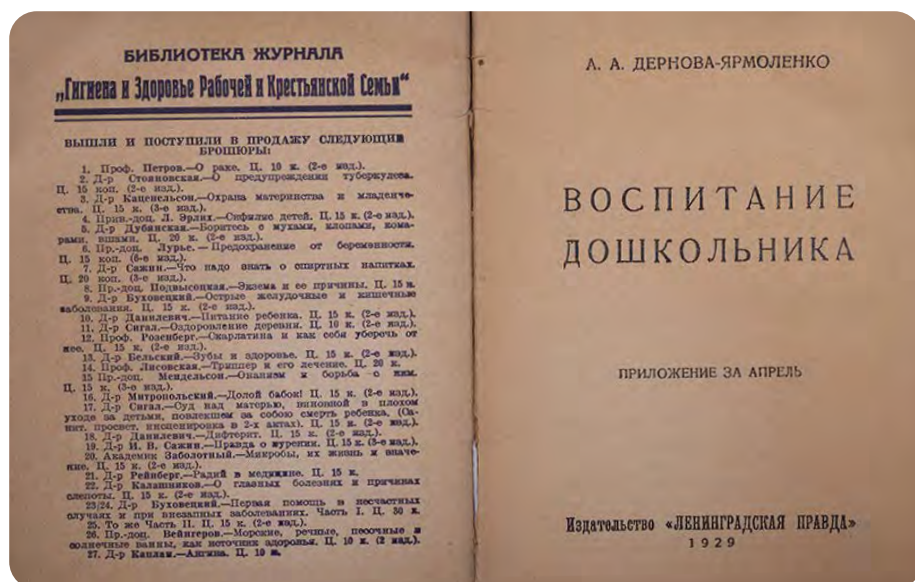 БИБЛИОТЕКА ЖУРНАЛА
„Гигиена и Здоровье Рабочей и Крестьянской Семьи“
ВЫШЛИ И ПОСТУПИЛИ В ПРОДАЖУ СЛЕДУЮЩИЕ
БРОШЮРЫ:
1. Проф. Петров.—О раке. Ц. 10 к. (2-е изд.).
2. Д-р Стояновская.—О предупреждении туберкулеза.
Ц. 15 коп. (2-е изд.).
3. Д-р Каценельсон.—Охрана материнства и младенче-
ства. Ц. 15 к. (3-е изд.).
4. Прив.-доц. Л. Эрлих.—Сифилис детей. Ц. 15 к. (2-е изд.).
5. Д-р Дубянская.—Боритесь с мухами, клопами, кома-
рами, вшами. Ц. 20 к. (2-е изд.).
6. Пр.-доц. Лурье.—Предохранение от беременности.
Ц. 15 коп. (6-е изд.).
7. Д-р Сажин.—Что надо знать о спиртных напитках.
Ц. 20 коп. (3-е изд.).
8. Пр.-доц. Подвысоцкая.—Экзема и ее причины. Ц. 15 к.
9. Д-р Буховецкий.—Острые желудочные и кишечные
заболевания. Ц. 15 к. (2-е изд.).
10. Д-р Данилевич.—Питание ребенка. Ц. 15 к. (2-е изд.).
11. Д-р Сигал.—Оздоровление деревни. Ц. 10 к. (2-е изд.).
12. Проф. Розенберг.—Скарлатина и как себя уберечь от
нее. Ц. 15 к. (2-е изд.).
13. Д-р Бельский.—Зубы и здоровье. Ц. 15 к. (2-е изд.).
14. Проф. Лисовская.—Триппер и его лечение. Ц. 20 к.
15 Пр.-доц. Мендельсон.—Онанизм и борьба с ним.
Ц. 15 к. (3-е изд.).
16. Д-р Митропольский.—Долой бабок! Ц. 15 к. (2-е изд.).
17. Д-р Сигал.—Суд над матерью, виновной в плохом
уходе за детьми, повлекшем за собою смерть ребенка. (Са-
нит. просвет. инсценировка в 2-х актах). Ц. 15 к. (2-е изд.).
18. Д-р Данилевич.—Дифтерит. Ц. 15 к. (2-е изд.).
19. Д-р И. В. Сажин.—Правда о курении. Ц. 15 к. (3-е изд.).
20. Академик Заболотный.—Микробы, их жизнь и значе-
ние. Ц. 15 к. (2-е изд.).
21. Д-р Рейнберг.—Радий в медицине. Ц. 15 к.
22. Д-р Калашников.—О главных болезнях и причинах
слепоты. Ц. 15 к. (2-е изд.).
23|24. Д-р Буховецкий.—Первая помощь в несчастных
случаях и при внезапных заболеваниях. Часть I. Ц. 30 к.
25. То же Часть II. Ц. 15 к. (2-е изд.).
26. Пр.-доц. Вейнгеров.—Морские, речные, песочные и
солнечные ванны, как источник здоровья. Ц. 10 к. (2 изд.).
27. Д-р Каплан.—Ангина. Ц. 10 к.
А. А. ДЕРНОВА-ЯРМОЛЕНКО
ВОСПИТАНИЕ
ДОШКОЛЬНИКА
ПРИЛОЖЕНИЕ ЗА АПРЕЛЬ
Издательство «ЛЕНИНГРАДСКАЯ ПРАВДА»
1929